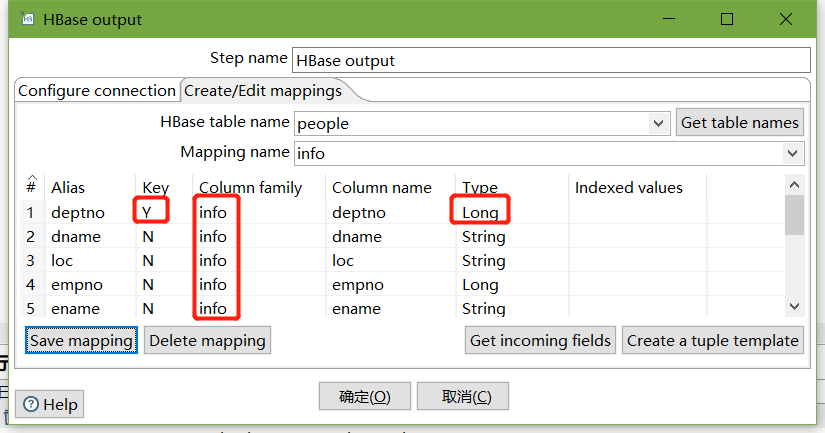 HBase output
Step name HBase output
Configure connection Create/Edit mappings
HBase table name people Get table names
Mapping name info
# Alias Key Column family Column name Type Indexed values
1 deptno Y info deptno Long
2 dname N info dname String
3 loc N info loc String
4 empno N info empno Long
5 ename N info ename String
Save mapping Delete mapping Get incoming fields Create a tuple template
确定(O) 取消(C)
Help